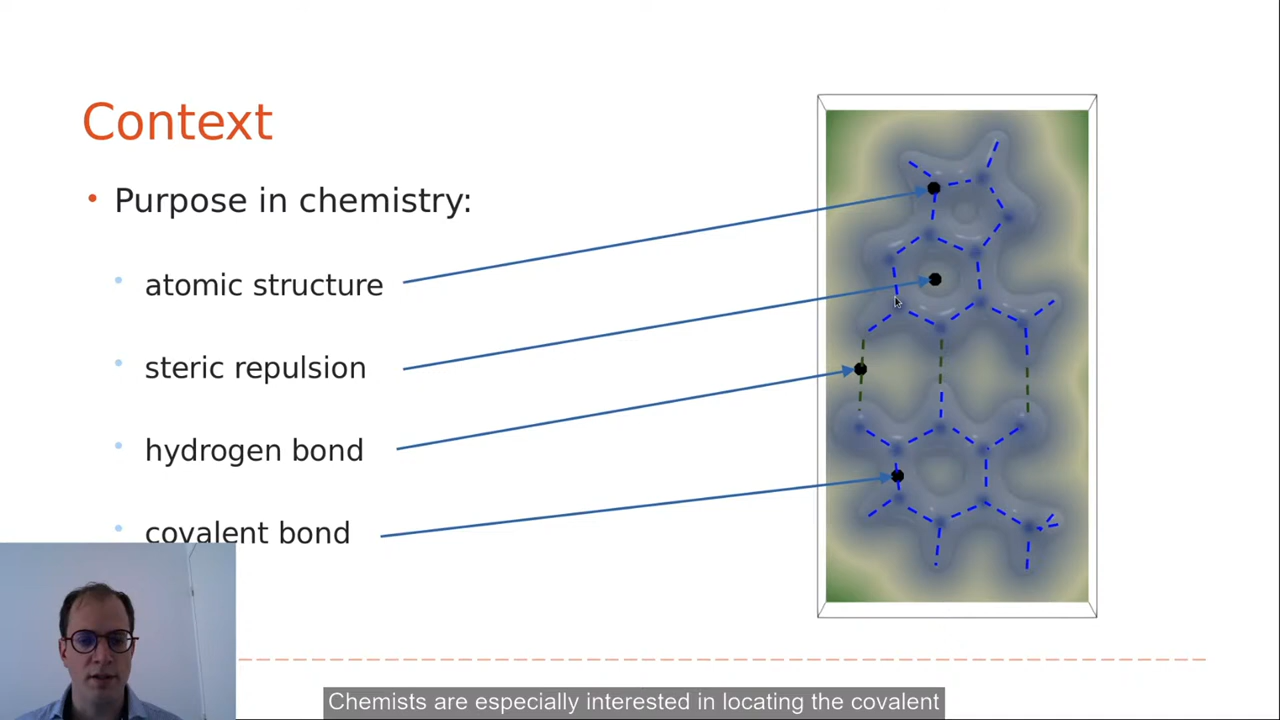 Context
• Purpose in chemistry:
• atomic structure
• steric repulsion
• hydrogen bond
• covalent bond
Chemists are especially interested in locating the covalent